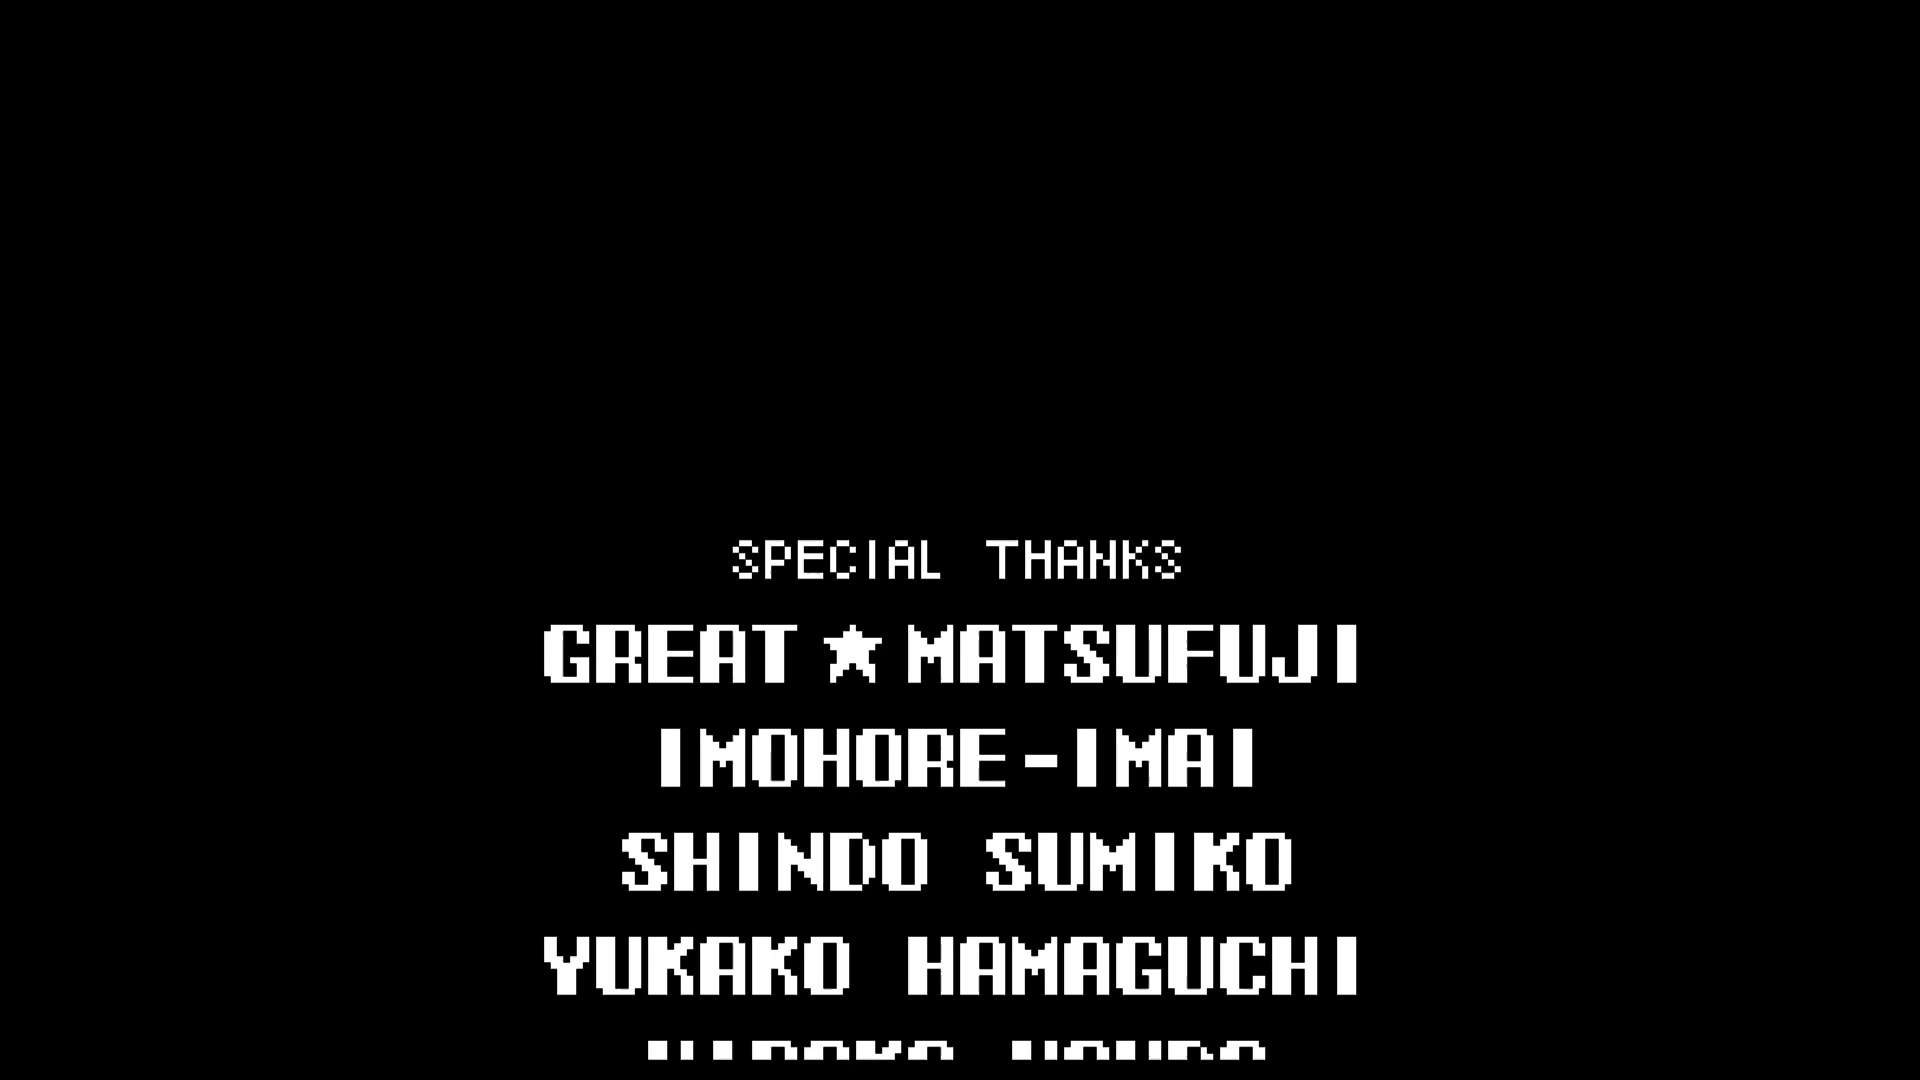 SPECIAL THANKS
GREAT★MATSUFUJI
IMOHORE-IMAI
SHINDO SUMIKO
YUKAKO HAMAGUCHI